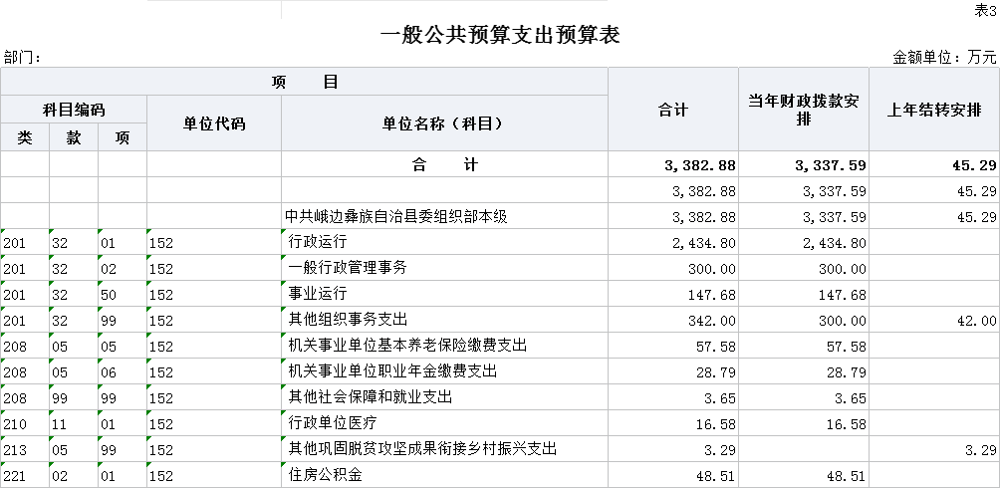 表3
一般公共预算支出预算表
部门： 金额单位：万元
项 目 合计 当年财政拨款安排 上年结转安排
科目编码 单位代码 单位名称（科目）
类 款 项
合 计 3,382.88 3,337.59 45.29
3,382.88 3,337.59 45.29
中共峨边彝族自治县委组织部本级 3,382.88 3,337.59 45.29
201 32 01 152 行政运行 2,434.80 2,434.80
201 32 02 152 一般行政管理事务 300.00 300.00
201 32 50 152 事业运行 147.68 147.68
201 32 99 152 其他组织事务支出 342.00 300.00 42.00
208 05 05 152 机关事业单位基本养老保险缴费支出 57.58 57.58
208 05 06 152 机关事业单位职业年金缴费支出 28.79 28.79
208 99 99 152 其他社会保障和就业支出 3.65 3.65
210 11 01 152 行政单位医疗 16.58 16.58
213 05 99 152 其他巩固脱贫攻坚成果衔接乡村振兴支出 3.29 3.29
221 02 01 152 住房公积金 48.51 48.51